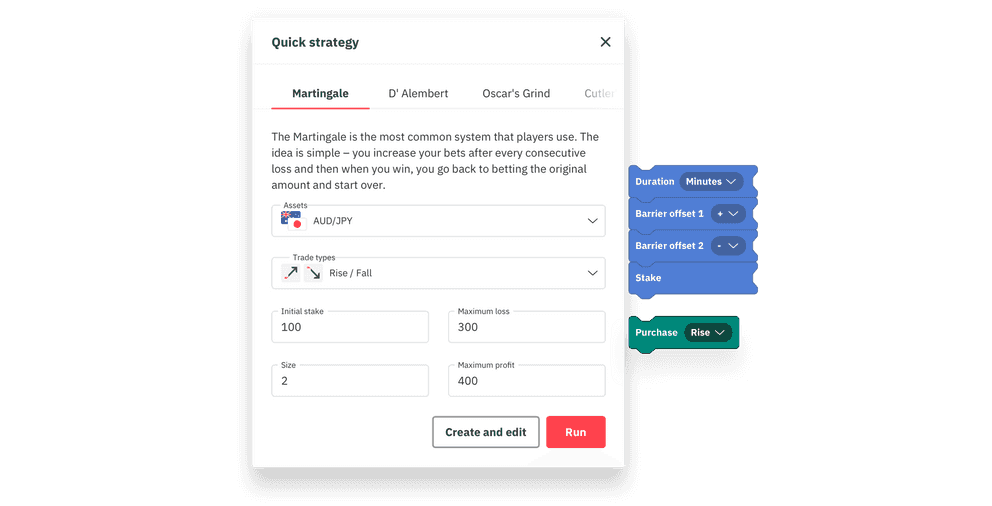 Quick strategy
Martingale
D' Alembert
Oscar's Grind
The Martingale is the most common system that players use. The
idea is simple – you increase your bets after every consecutive
loss and then when you win, you go back to betting the original
amount and start over.
Assets
AUD/JPY
Trade types
Rise / Fall
Initial stake
100
Maximum loss
300
Size
2
Maximum profit
400
Create and edit
Run
Duration Minutes
Barrier offset 1 +
Barrier offset 2 -
Stake
Purchase Rise